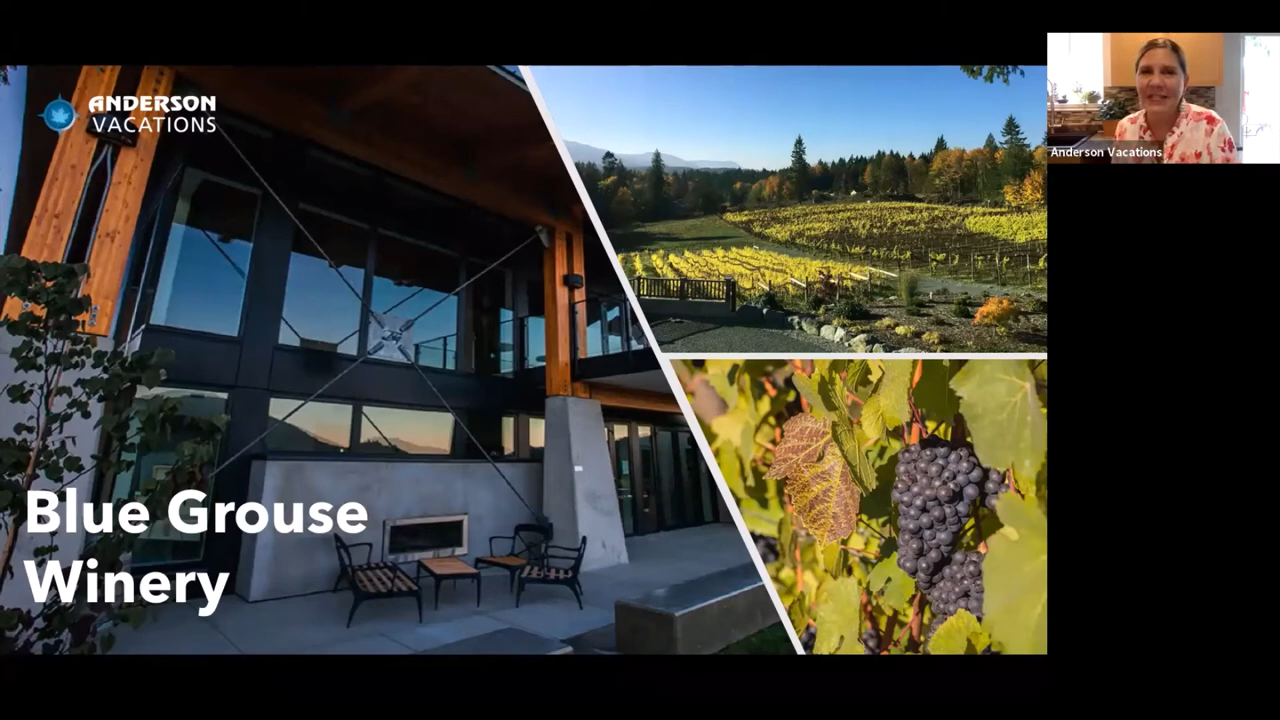 ANDERSON
VACATIONS
Anderson Vacations
Blue Grouse
Winery